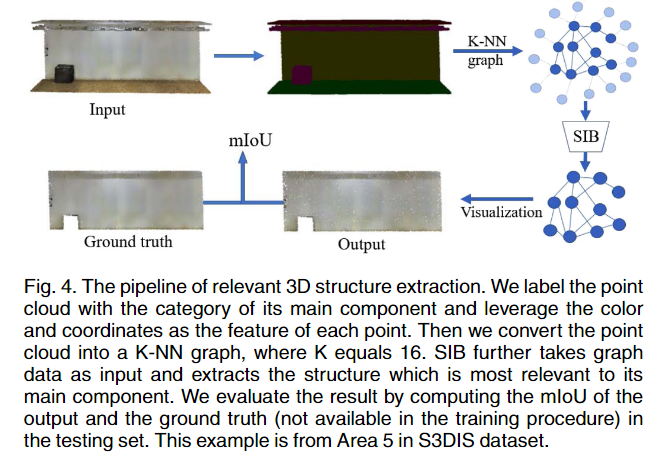 K-NN
graph
Input
SIB
mIoU
Visualization
Ground truth
Output
Fig. 4. The pipeline of relevant 3D structure extraction. We label the point
cloud with the category of its main component and leverage the color
and coordinates as the feature of each point. Then we convert the point
cloud into a K-NN graph, where K equals 16. SIB further takes graph
data as input and extracts the structure which is most relevant to its
main component. We evaluate the result by computing the mIoU of the
output and the ground truth (not available in the training procedure) in
the testing set. This example is from Area 5 in S3DIS dataset.